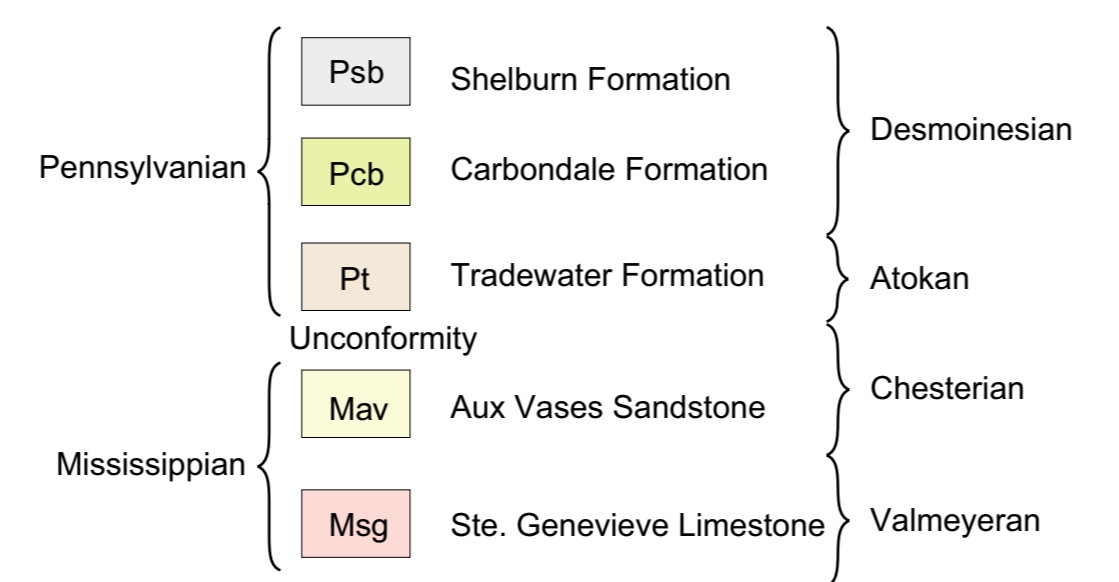 Psb Shelburn Formation
Desmoinesian
Pennsylvanian
Pcb Carbondale Formation
Pt Tradewater Formation
Atokan
Unconformity
Mav Aux Vases Sandstone
Chesterian
Mississippian
Msg Ste. Genevieve Limestone
Valmeyeran